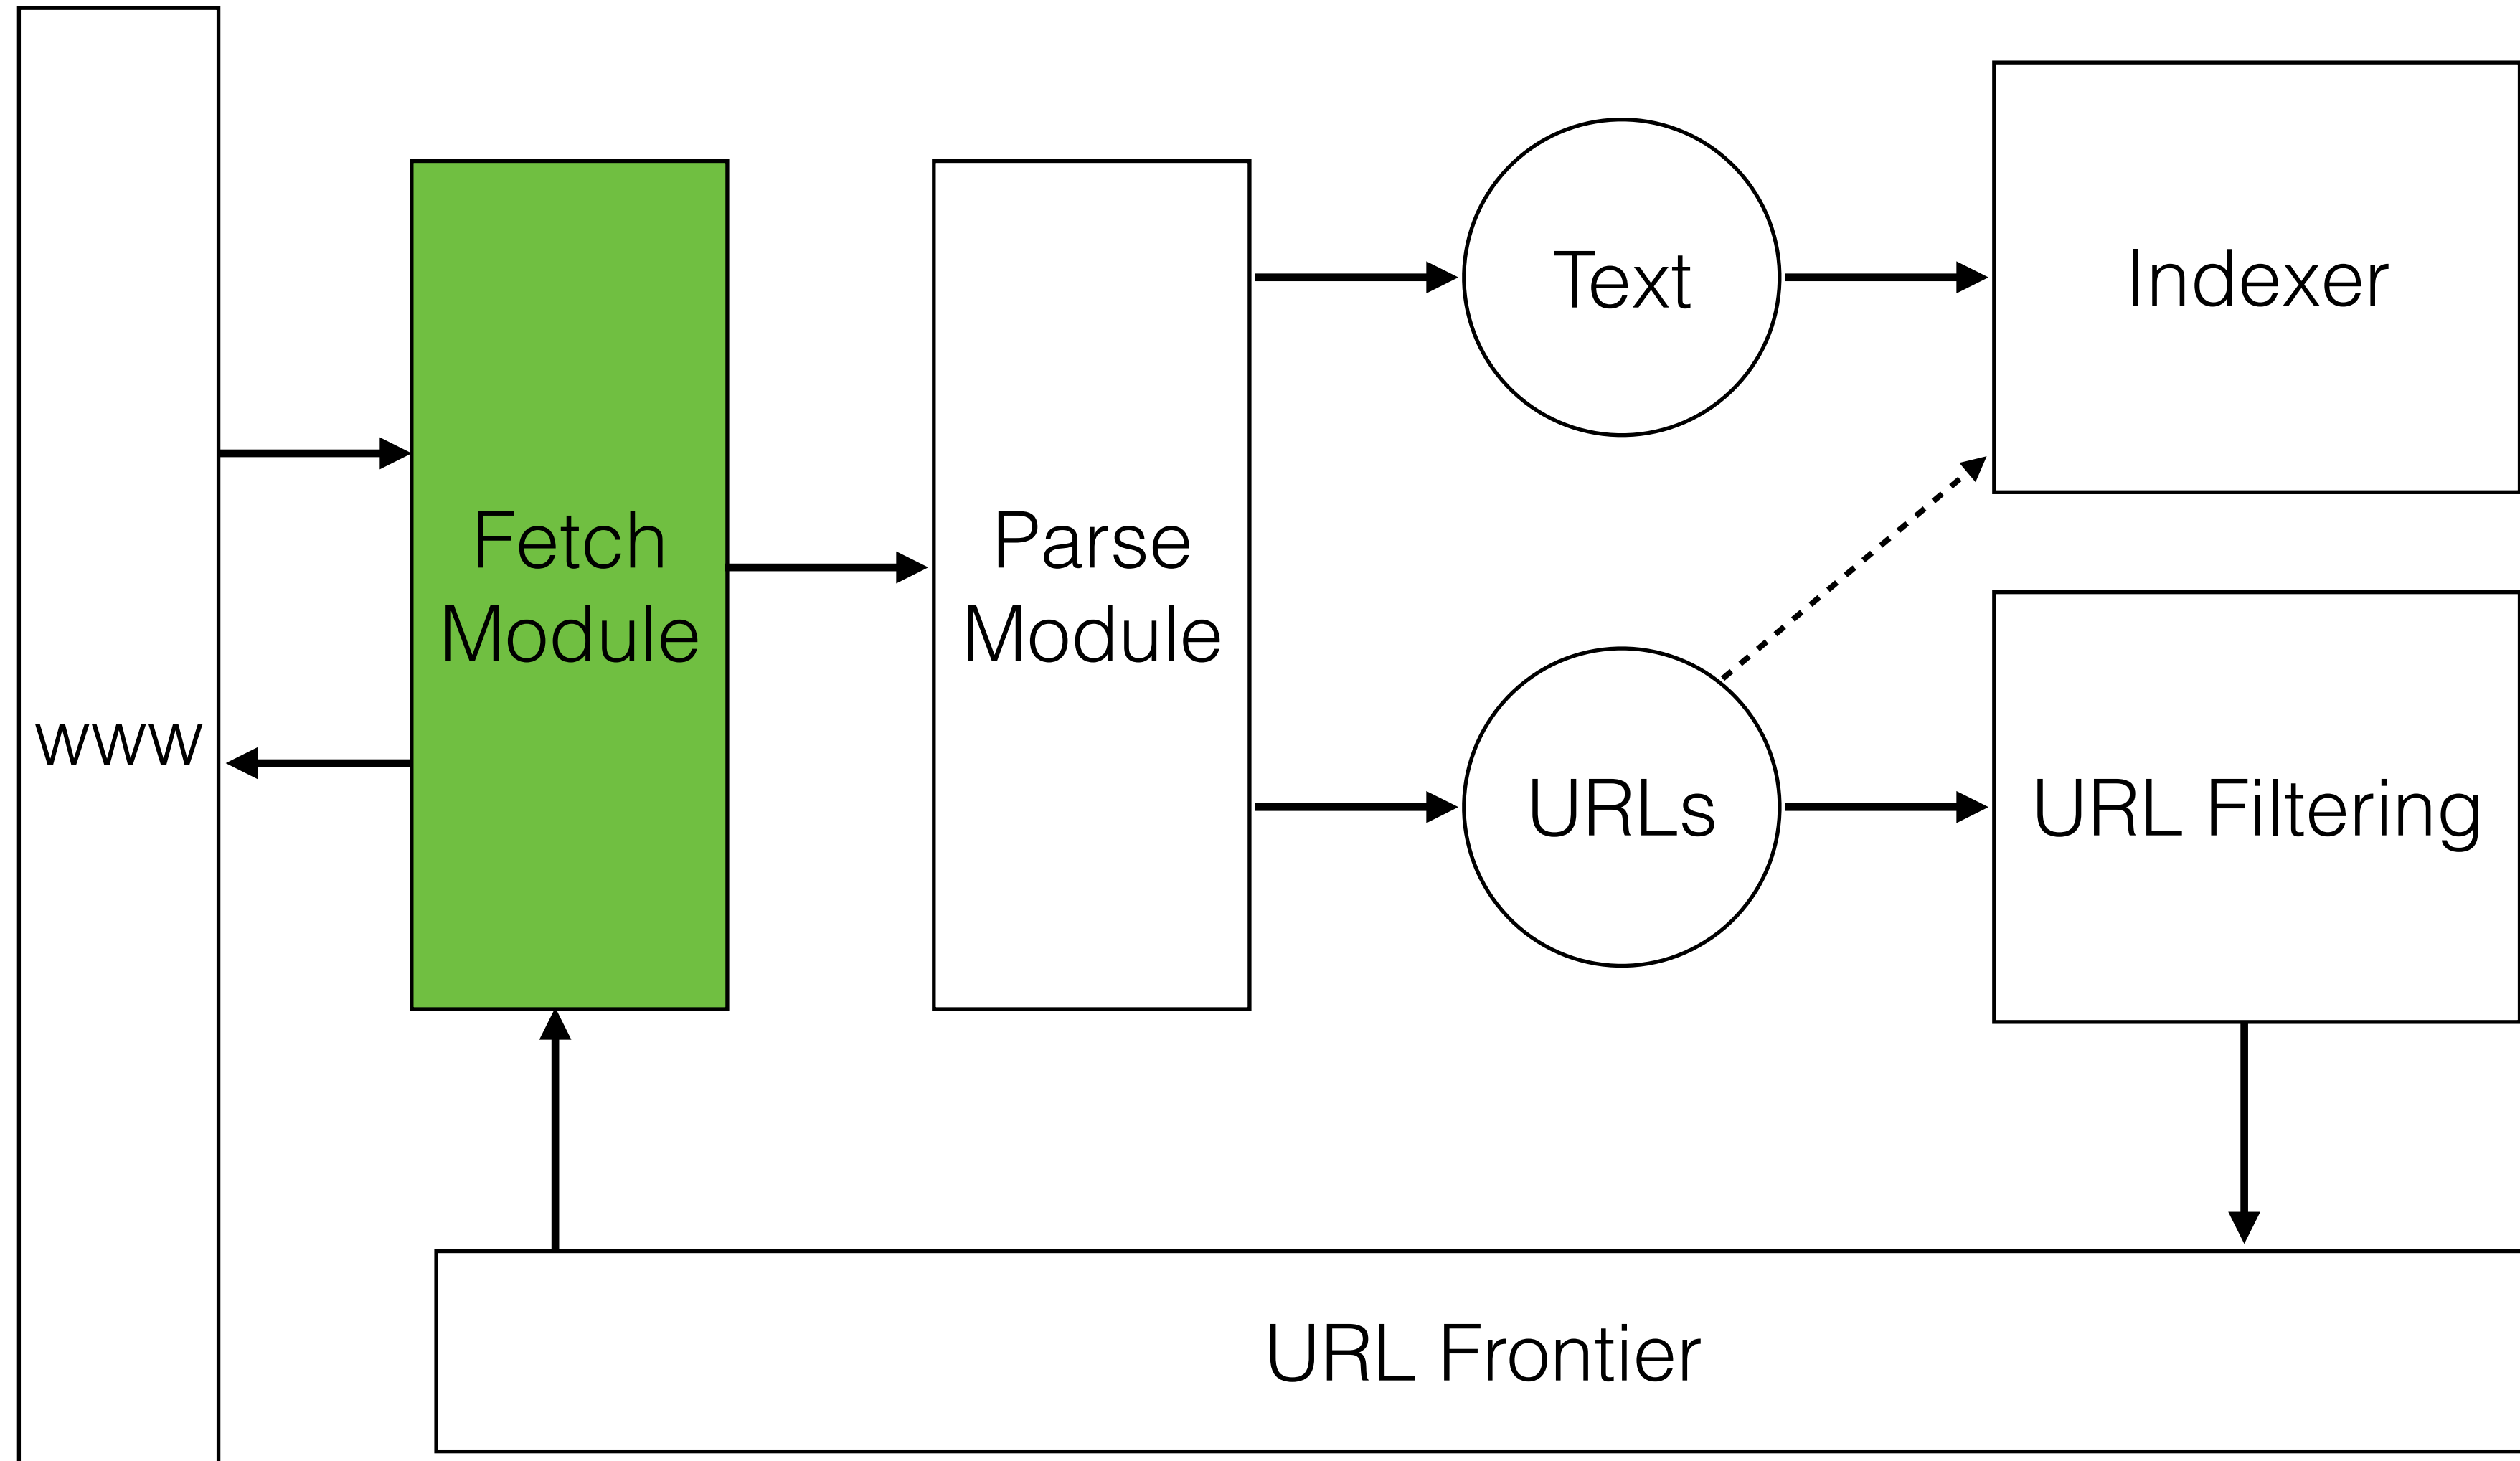 www
Fetch
Module
Parse
Module
Text
Indexer
URLs
URL Filtering
URL Frontier